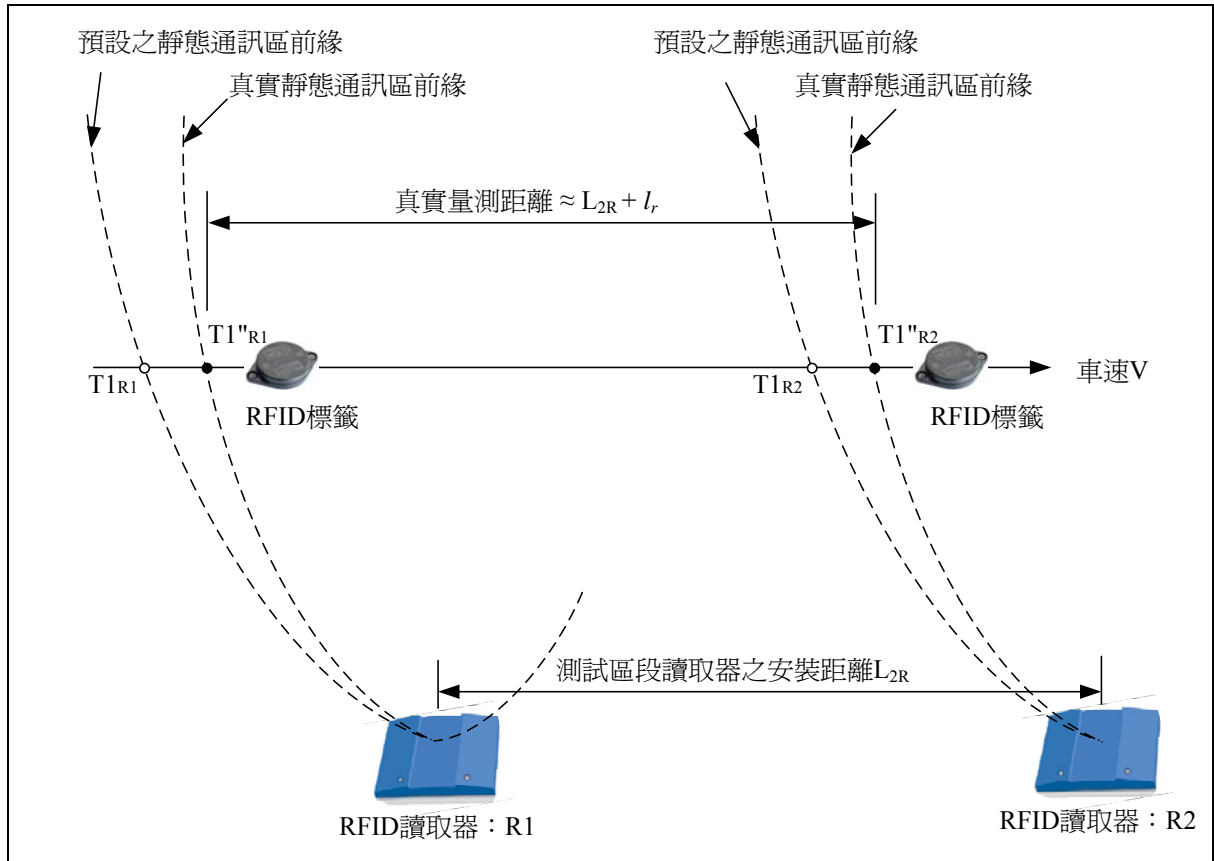 預設之靜態通訊區前緣
預設之靜態通訊區前緣
真實靜態通訊區前緣
真實靜態通訊區前緣
真實量測距離 ≈ L2R + lr
T1"R1
T1"R2
T1R1
T1R2
車速V
RFID標籤
RFID標籤
測試區段讀取器之安裝距離L2R
RFID讀取器：R1
RFID讀取器：R2